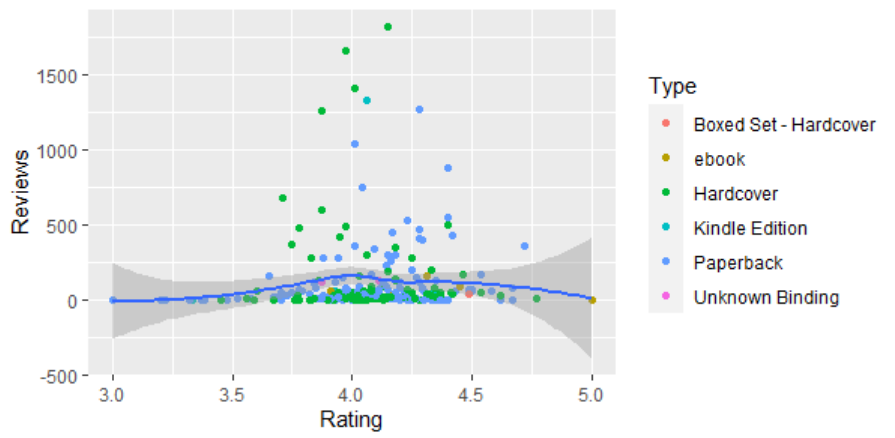 1500
1000
500
0
-500
Reviews
3.0 3.5 4.0 4.5 5.0
Rating
Type
Boxed Set - Hardcover
ebook
Hardcover
Kindle Edition
Paperback
Unknown Binding